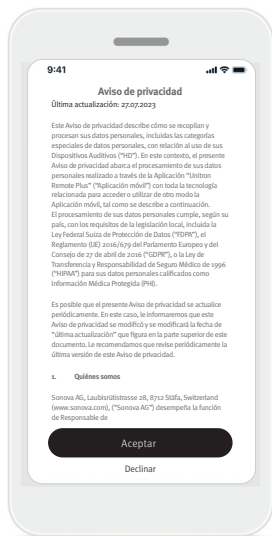 9:41
Aviso de privacidad
Última actualización: 27.07.2023
Este Aviso de privacidad describe cómo se recopilan y
procesan sus datos personales, incluidas las categorías
especiales de datos personales, con relación al uso de sus
Dispositivos Auditivos (“HD”). En este contexto, el presente
Aviso de privacidad abarca el procesamiento de sus datos
personales realizado a través de la Aplicación “Unitron
Remote Plus” (“Aplicación móvil”) con toda la tecnología
relacionada para acceder o utilizar de otro modo la
Aplicación móvil, tal como se describe a continuación.
El procesamiento de sus datos personales cumple, según su
país, con los requisitos de la legislación local, incluida la
Ley Federal Suiza de Protección de Datos (“FDPA”), el
Reglamento (UE) 2016/679 del Parlamento Europeo y del
Consejo de 27 de abril de 2016 (“GDPR”), o la Ley de
Transferencia y Responsabilidad de Seguro Médico de 1996
(“HIPAA”) para sus datos personales calificados como
Información Médica Protegida (PHI).
Es posible que el presente Aviso de privacidad se actualice
periódicamente. En este caso, le informaremos que este
Aviso de privacidad se modificó y se modificará la fecha de
“última actualización” que figura en la parte superior de este
documento. Le recomendamos que revise periódicamente la
última versión de este Aviso de privacidad.
1. Quiénes somos
Sonova AG, Laubisrütistrasse 28, 8712 Stäfa, Switzerland
(www.sonova.com), (“Sonova AG”) desempeña la función
de Responsable de
Aceptar
Declinar